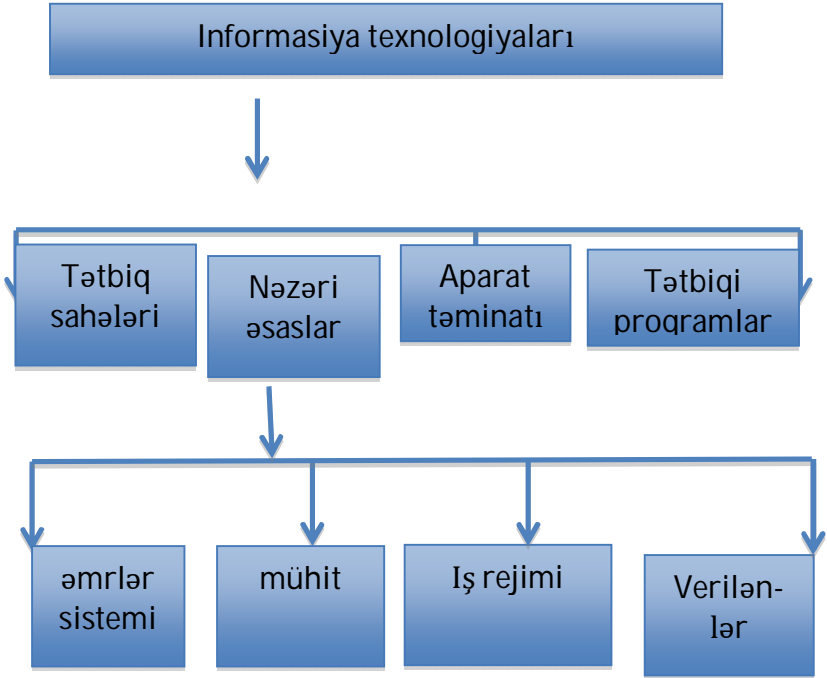 Informasiya texnologiyaları
Tətbiq
sahələri
Nəzəri
əsaslar
Aparat
təminatı
Tətbiqi
proqramlar
əmrlər
sistemi
mühit
Iş rejimi
Verilən-
lər